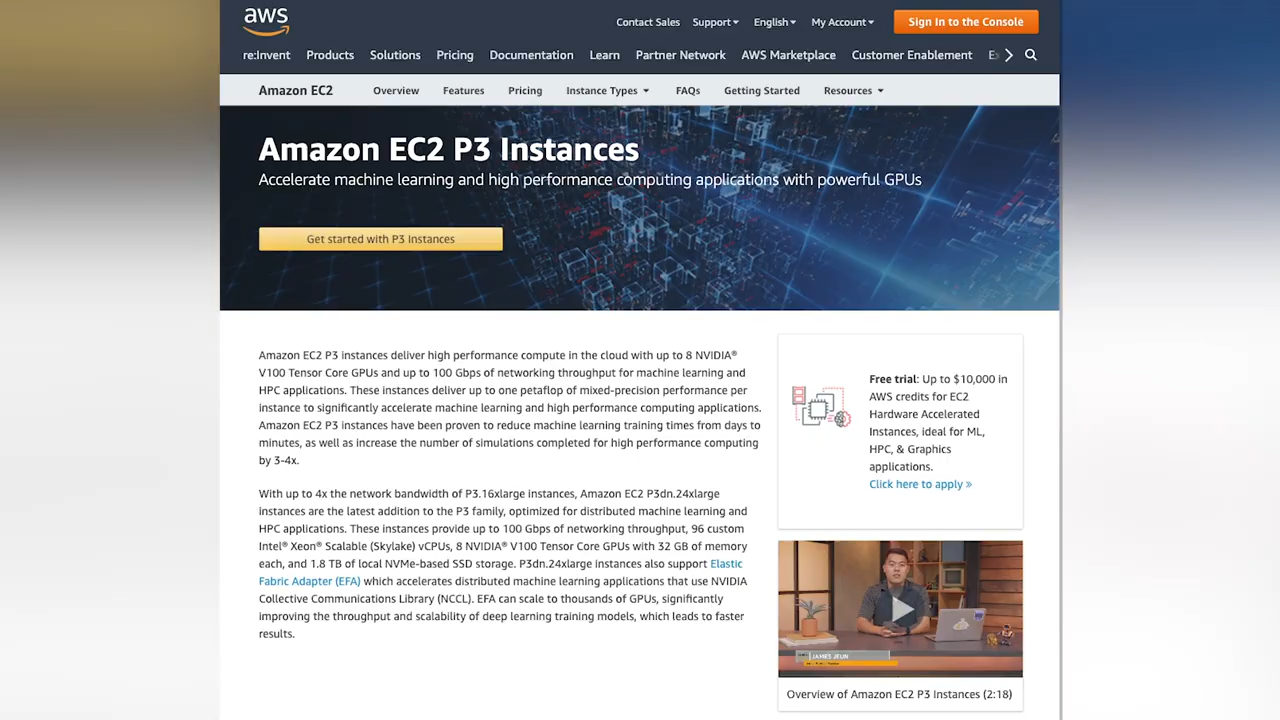 aws
Contact Sales Support English My Account Sign In to the Console
re:Invent Products Solutions Pricing Documentation Learn Partner Network AWS Marketplace Customer Enablement
Amazon EC2 Overview Features Pricing Instance Types FAQs Getting Started Resources
Amazon EC2 P3 Instances
Accelerate machine learning and high performance computing applications with powerful GPUs
Get started with P3 Instances
Amazon EC2 P3 instances deliver high performance compute in the cloud with up to 8 NVIDIA®
V100 Tensor Core GPUs and up to 100 Gbps of networking throughput for machine learning and
HPC applications. These instances deliver up to one petaflop of mixed-precision performance per
instance to significantly accelerate machine learning and high performance computing applications.
Amazon EC2 P3 instances have been proven to reduce machine learning training times from days to
minutes, as well as increase the number of simulations completed for high performance computing
by 3-4x.
With up to 4x the network bandwidth of P3.16xlarge instances, Amazon EC2 P3dn.24xlarge
instances are the latest addition to the P3 family, optimized for distributed machine learning and
HPC applications. These instances provide up to 100 Gbps of networking throughput, 96 custom
Intel® Xeon® Scalable (Skylake) vCPUs, 8 NVIDIA® V100 Tensor Core GPUs with 32 GB of memory
each, and 1.8 TB of local NVMe-based SSD storage. P3dn.24xlarge instances also support Elastic
Fabric Adapter (EFA) which accelerates distributed machine learning applications that use NVIDIA
Collective Communications Library (NCCL). EFA can scale to thousands of GPUs, significantly
improving the throughput and scalability of deep learning training models, which leads to faster
results.
Free trial: Up to $10,000 in
AWS credits for EC2
Hardware Accelerated
Instances, ideal for ML,
HPC, & Graphics
applications.
Click here to apply »
JAMES JEUN
Overview of Amazon EC2 P3 Instances (2:18)